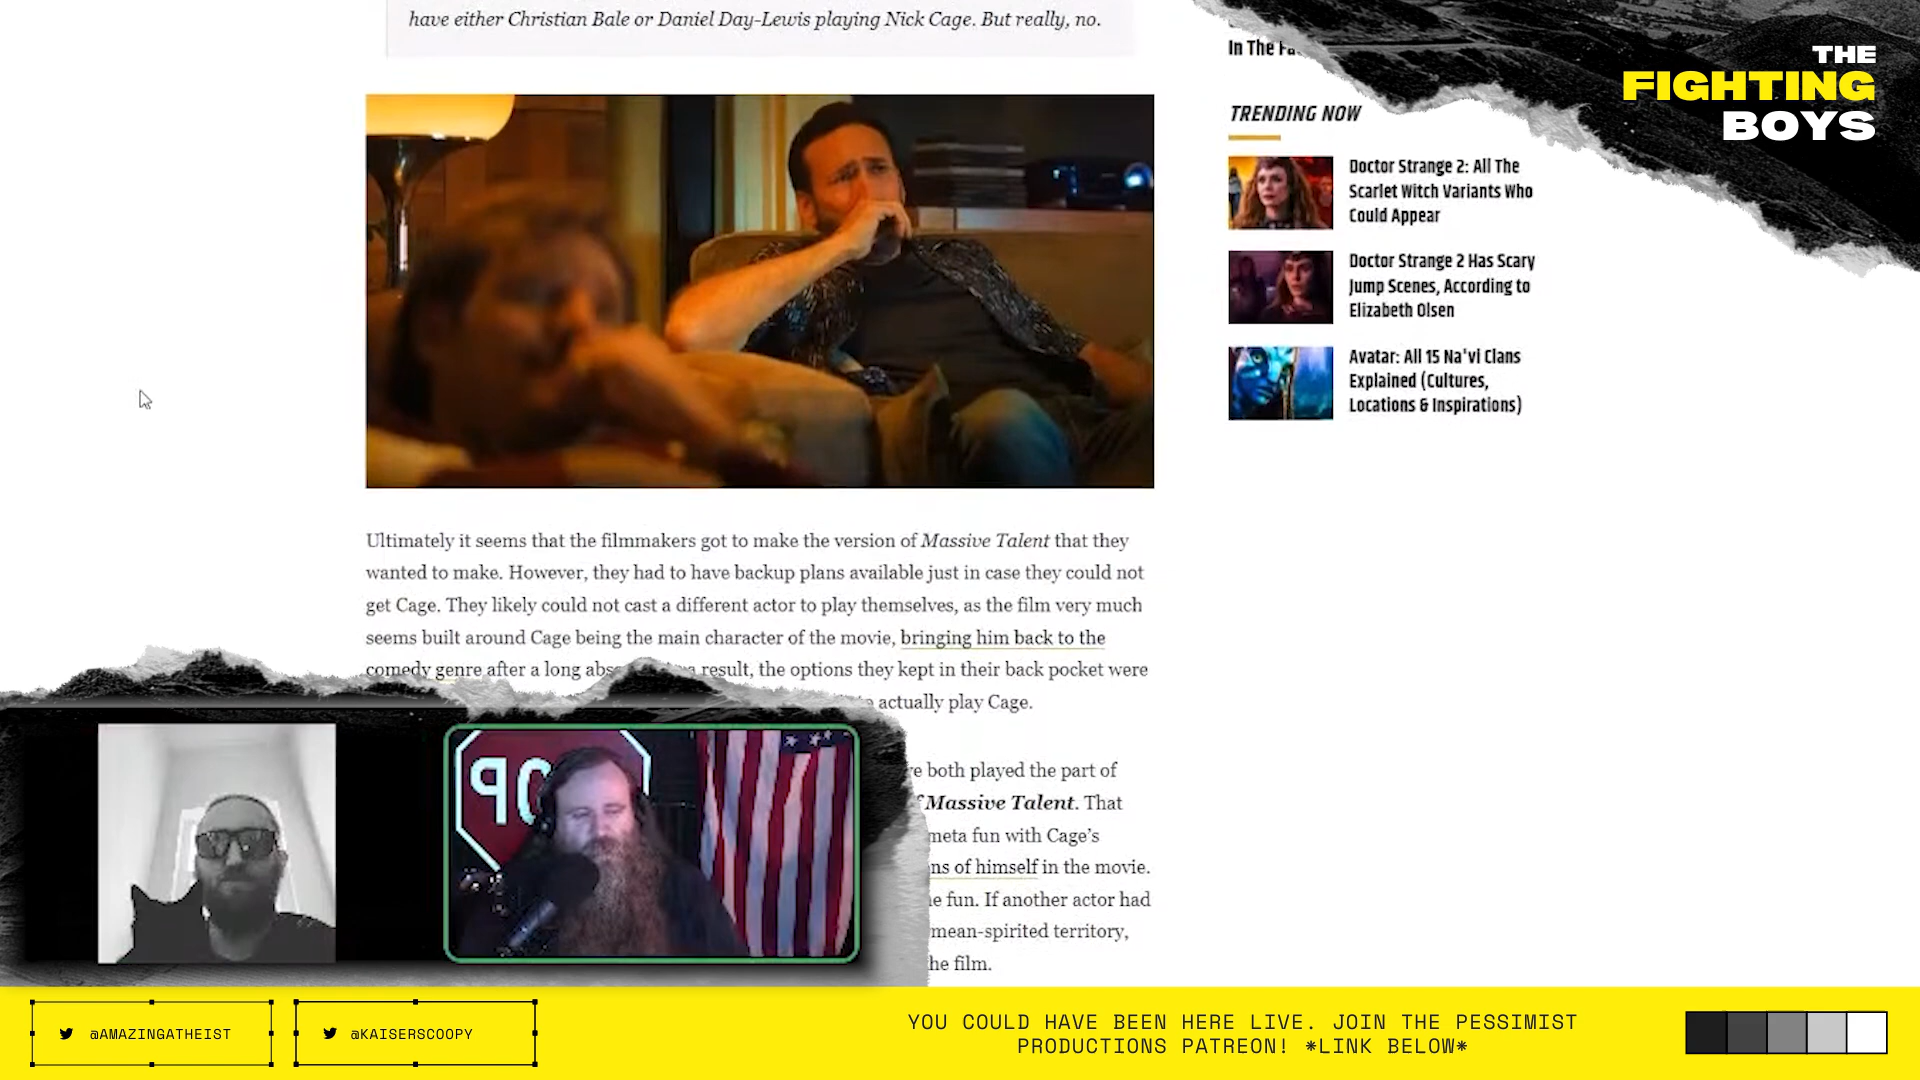 have either Christian Bale or Daniel Day-Lewis playing Nick Cage. But really, no.
In The Fa
THE
FIGHTING
BOYS
TRENDING NOW
Doctor Strange 2: All The
Scarlet Witch Variants Who
Could Appear
Doctor Strange 2 Has Scary
Jump Scenes, According to
Elizabeth Olsen
Avatar: All 15 Na'vi Clans
Explained (Cultures,
Locations & Inspirations)
Ultimately it seems that the filmmakers got to make the version of Massive Talent that they
wanted to make. However, they had to have backup plans available just in case they could not
get Cage. They likely could not cast a different actor to play themselves, as the film very much
seems built around Cage being the main character of the movie, bringing him back to the
comedy genre after a long result, the options they kept in their back pocket were
actually play Cage.
both played the part of
Massive Talent. That
meta fun with Cage's
of himself in the movie.
fun. If another actor had
mean-spirited territory,
the film.
@AMAZINGATHEIST
@KAISERSCOOPY
YOU COULD HAVE BEEN HERE LIVE. JOIN THE PESSIMIST
PRODUCTIONS PATREON! *LINK BELOW*